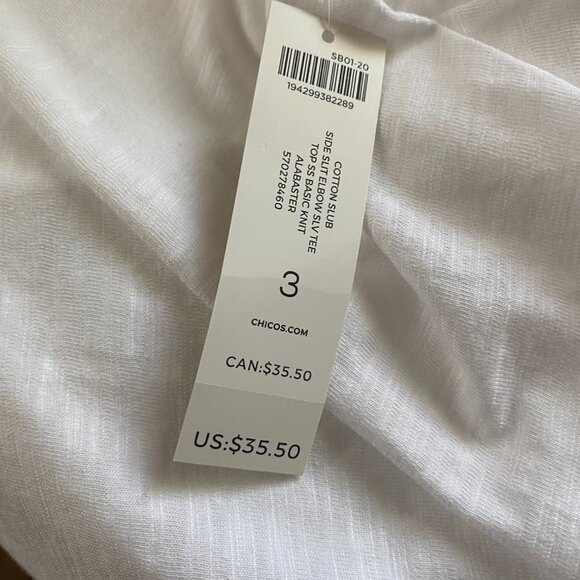 SB01-20
194299382289
COTTON SLUB
SIDE SLIT ELBOW SLV TEE
TOP SS BASIC KNIT
ALABASTER
570278460
3
CHICOS.COM
CAN:$35.50
US:$35.50